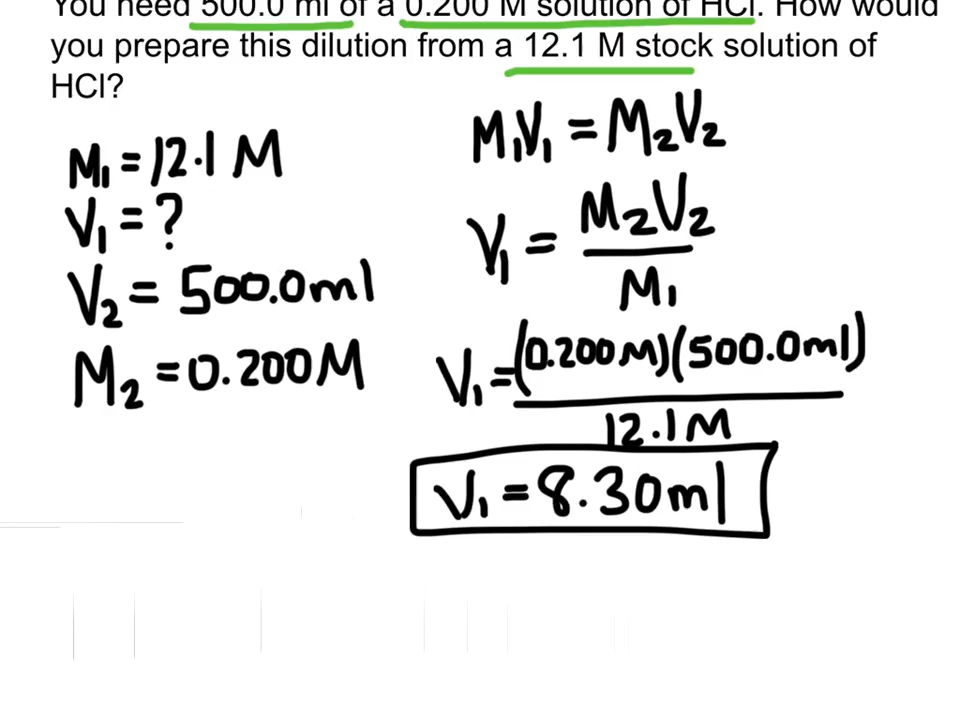 You need 500.0 ml of a 0.200 M solution of HCl. How would
you prepare this dilution from a 12.1 M stock solution of
HCl?
M₁ = 12.1 M
V₁ = ?
V₂ = 500.0ml
M₂ = 0.200M
M₁V₁ = M₂V₂
V₁ = M₂V₂
M₁
V₁ = (0.200M)(500.0ml)
12.1M
V₁ = 8.30ml